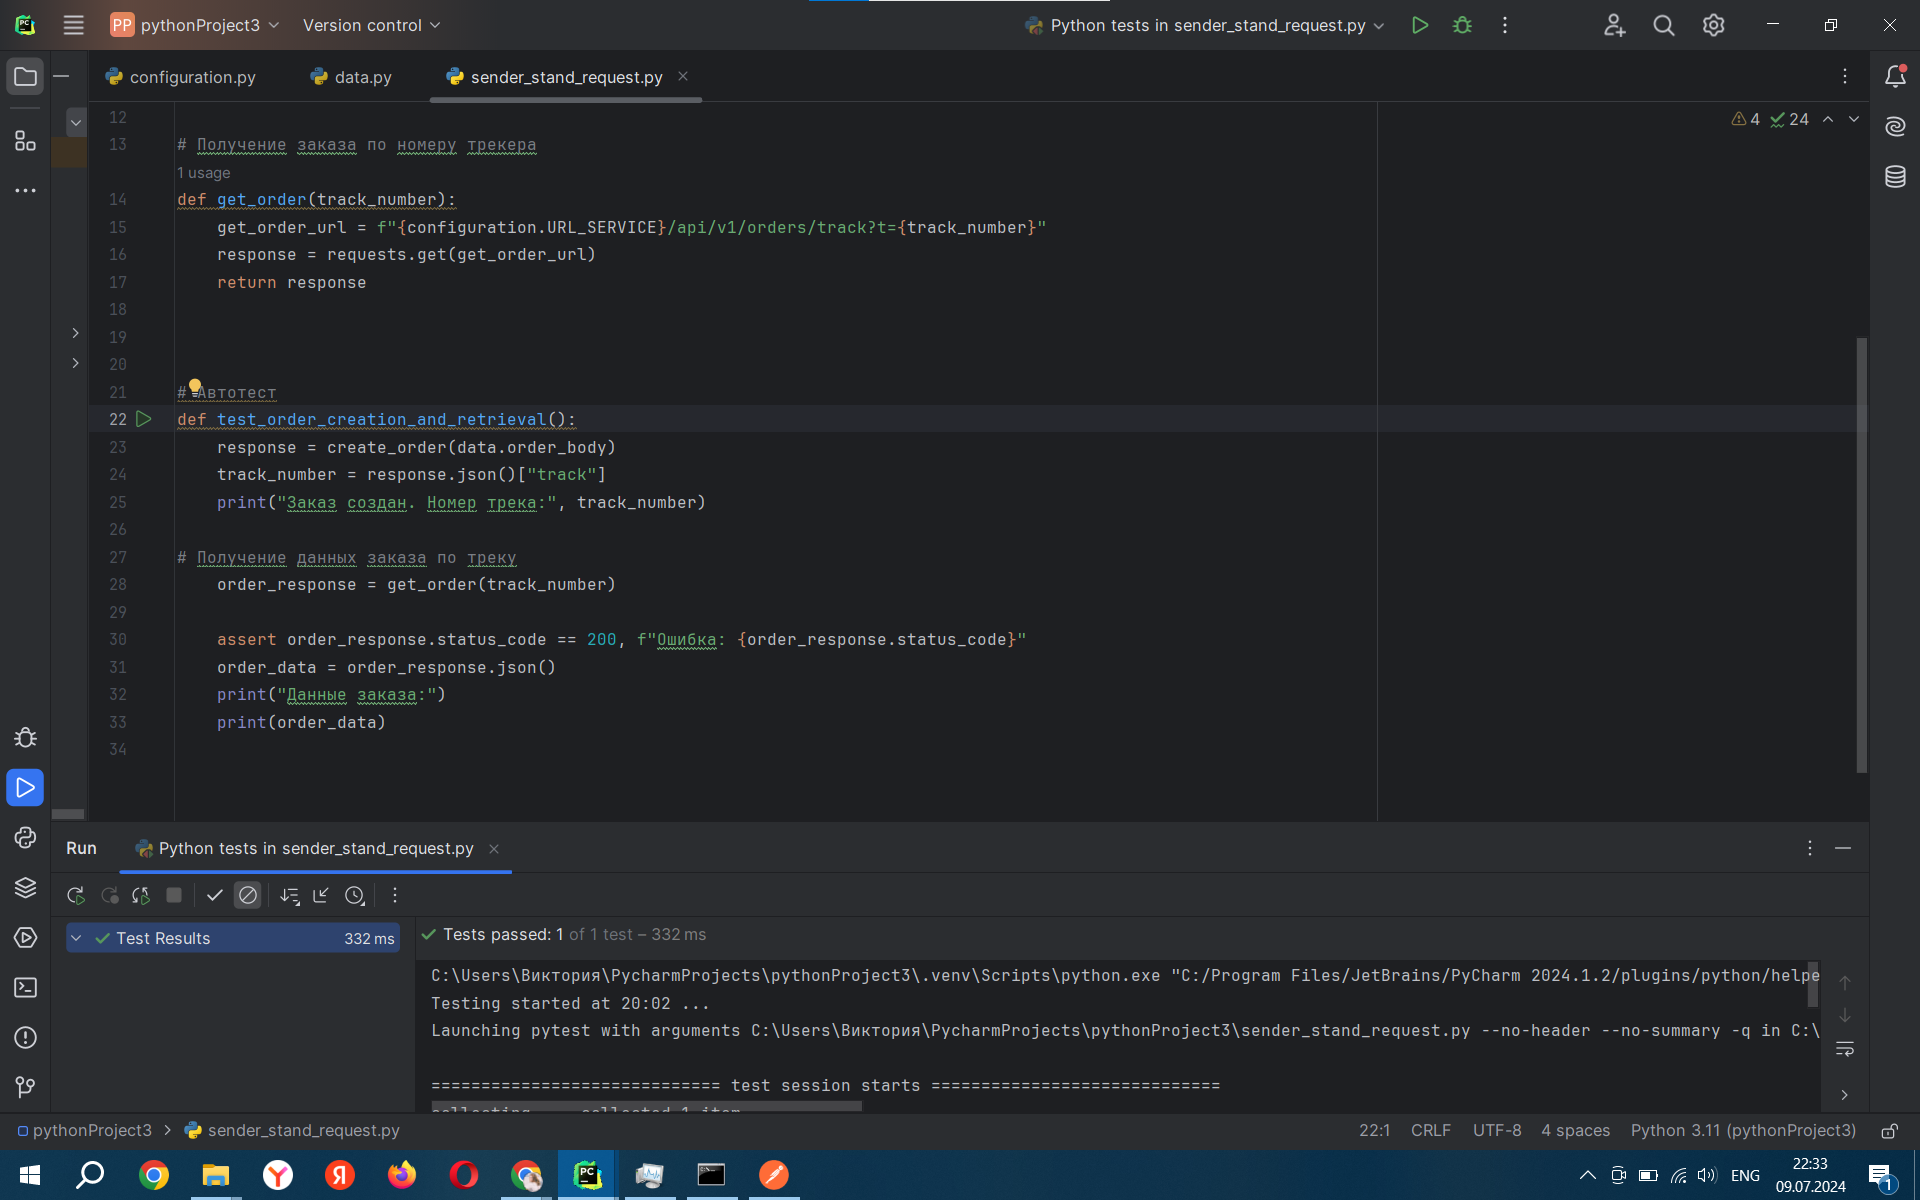 PP pythonProject3 Version control Python tests in sender_stand_request.py
configuration.py data.py sender_stand_request.py
12
4 24
13 # Получение заказа по номеру трекера
1 usage
14 def get_order(track_number):
15 get_order_url = f"{configuration.URL_SERVICE}/api/v1/orders/track?t={track_number}"
16 response = requests.get(get_order_url)
17 return response
18
19
20
21 # Автотест
22 def test_order_creation_and_retrieval():
23 response = create_order(data.order_body)
24 track_number = response.json()["track"]
25 print("Заказ создан. Номер трека:", track_number)
26
27 # Получение данных заказа по треку
28 order_response = get_order(track_number)
29
30 assert order_response.status_code == 200, f"Ошибка: {order_response.status_code}"
31 order_data = order_response.json()
32 print("Данные заказа:")
33 print(order_data)
34
Run Python tests in sender_stand_request.py
Test Results 332 ms
Tests passed: 1 of 1 test – 332 ms
C:\Users\Виктория\PycharmProjects\pythonProject3\.venv\Scripts\python.exe "C:/Program Files/JetBrains/PyCharm 2024.1.2/plugins/python/helpe
Testing started at 20:02 ...
Launching pytest with arguments C:\Users\Виктория\PycharmProjects\pythonProject3\sender_stand_request.py --no-header --no-summary -q in C:\
============================= test session starts =============================
collecting ... collected 1 item
pythonProject3 > sender_stand_request.py 22:1 CRLF UTF-8 4 spaces Python 3.11 (pythonProject3)
ENG
22:33
09.07.2024
1